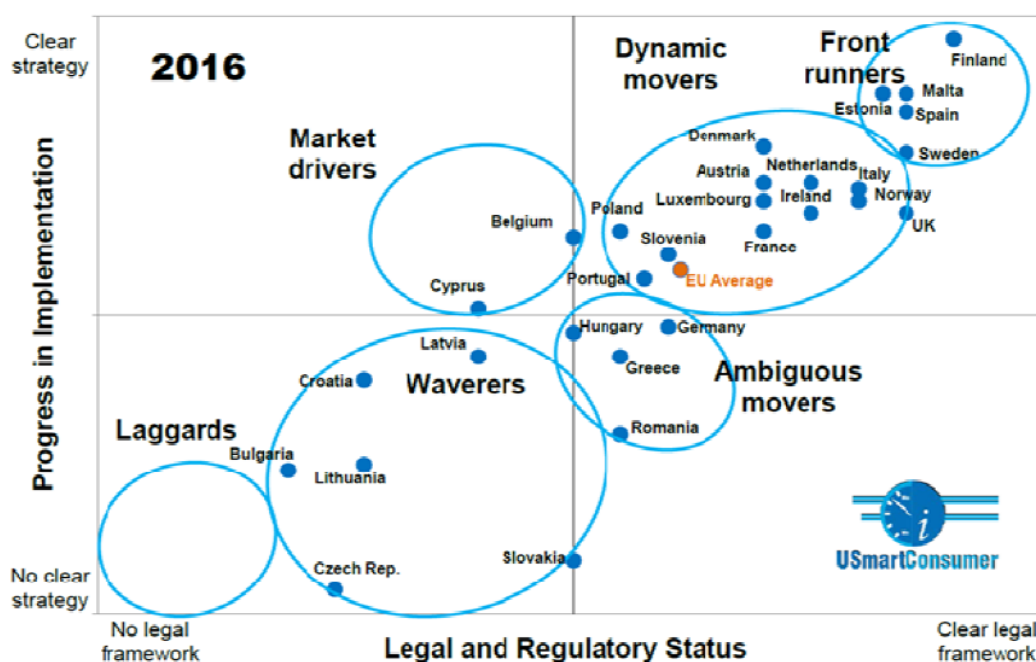 Clear
strategy
2016
Dynamic
movers
Front
runners
Finland
Malta
Estonia
Spain
Market
drivers
Denmark
Sweden
Austria
Netherlands
Italy
Luxembourg
Ireland
Norway
Belgium
Poland
UK
Slovenia
France
Portugal
EU Average
Cyprus
Hungary
Germany
Latvia
Greece
Croatia
Waverers
Ambiguous
movers
Laggards
Romania
Bulgaria
Lithuania
Slovakia
Czech Rep.
i
USmartConsumer
Progress in Implementation
No clear
strategy
No legal
framework
Legal and Regulatory Status
Clear legal
framework